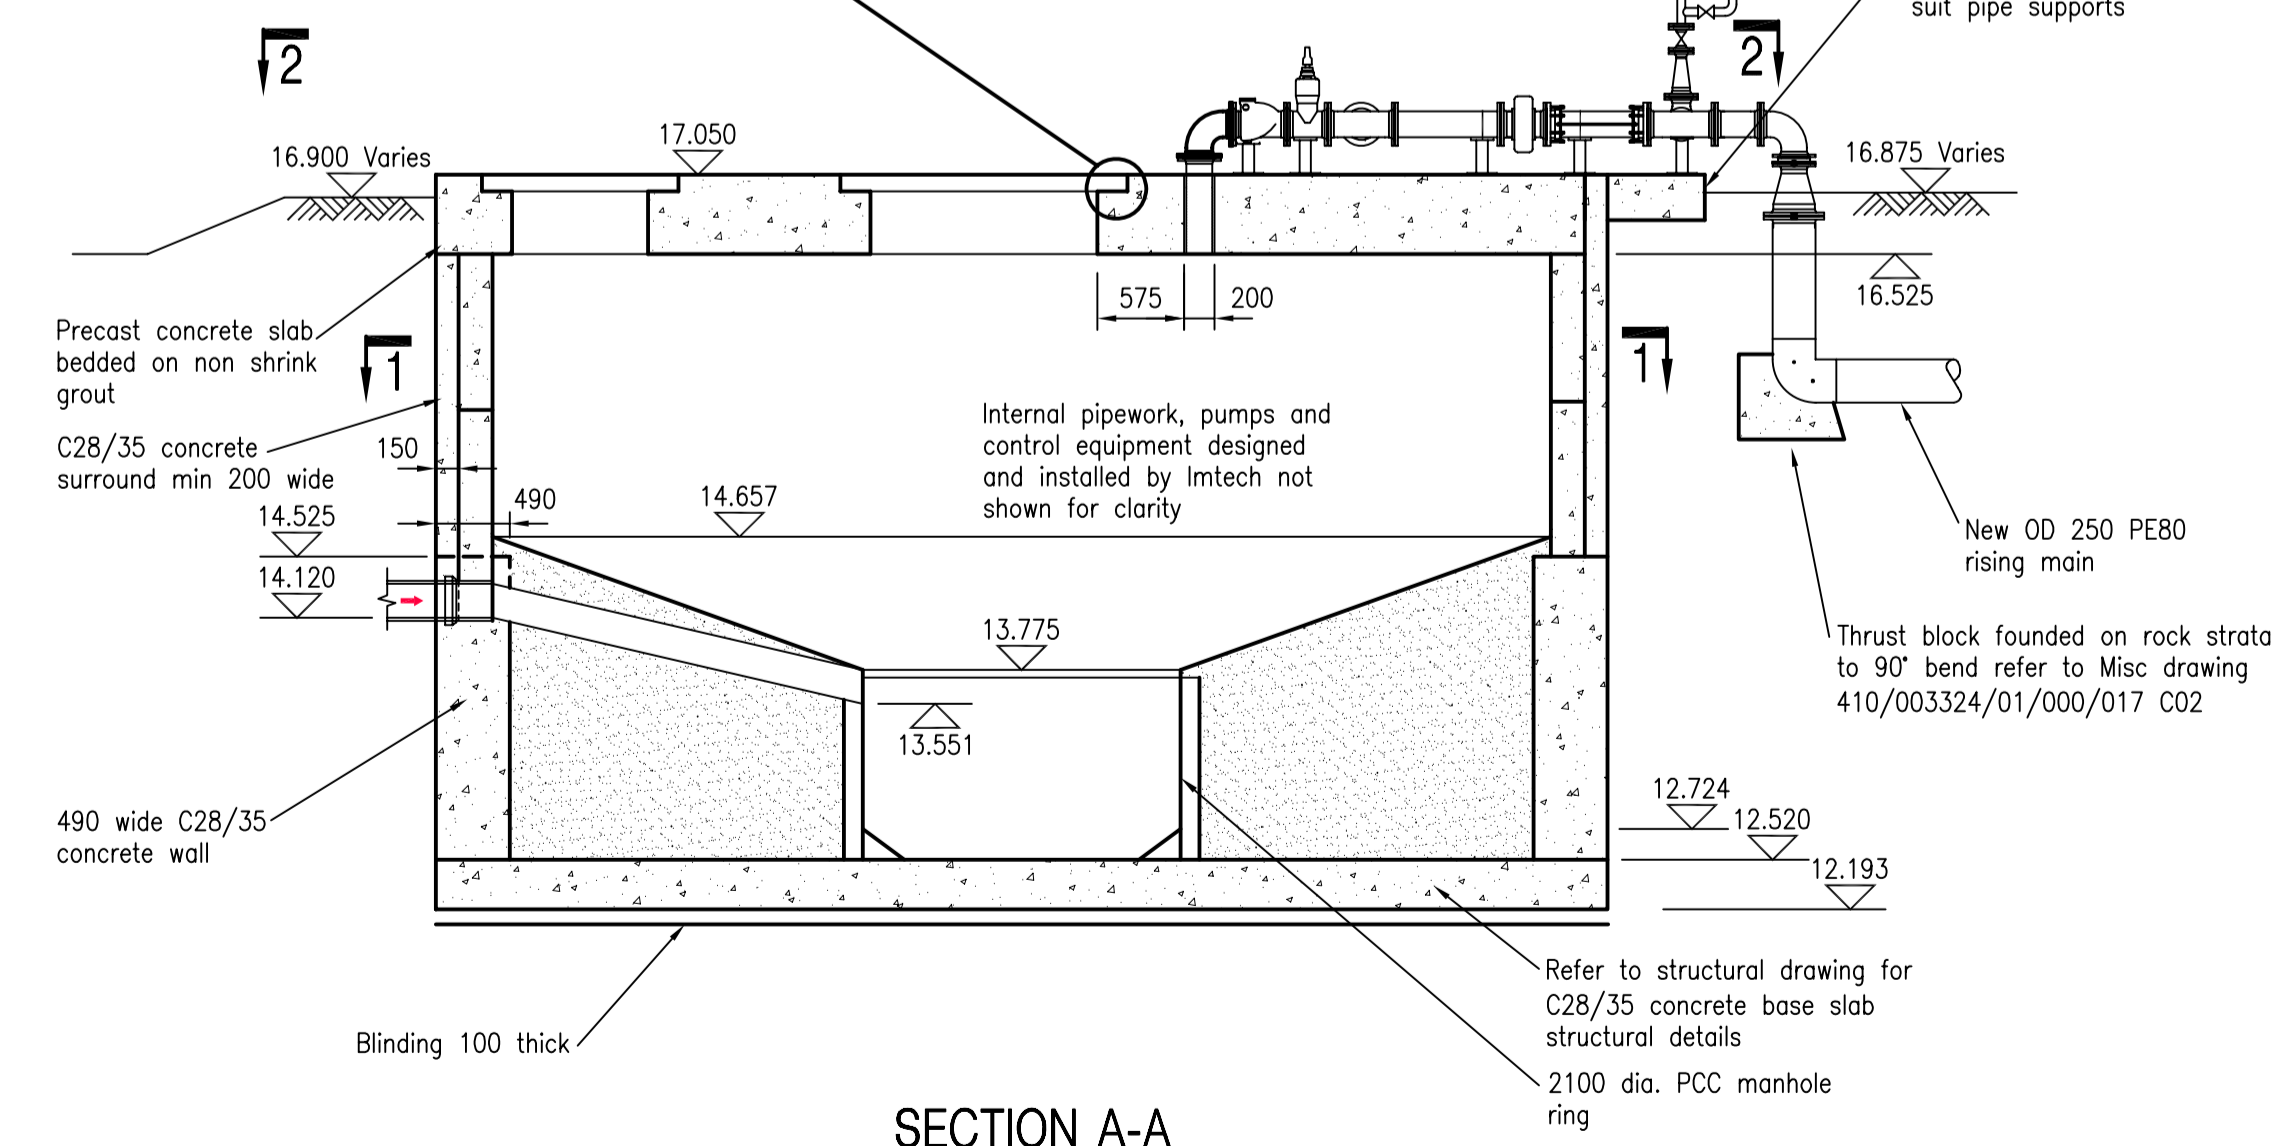 suit pipe supports
2
2
17.050
16.900 Varies
16.875 Varies
575
200
16.525
Precast concrete slab
bedded on non shrink
grout
1
1
C28/35 concrete
surround min 200 wide
150
Internal pipework, pumps and
control equipment designed
and installed by Imtech not
shown for clarity
490
14.657
14.525
14.120
New OD 250 PE80
rising main
13.775
13.551
Thrust block founded on rock strata
to 90° bend refer to Misc drawing
410/003324/01/000/017 C02
12.724
12.520
12.193
490 wide C28/35
concrete wall
Refer to structural drawing for
C28/35 concrete base slab
structural details
Blinding 100 thick
2100 dia. PCC manhole
ring
SECTION A-A